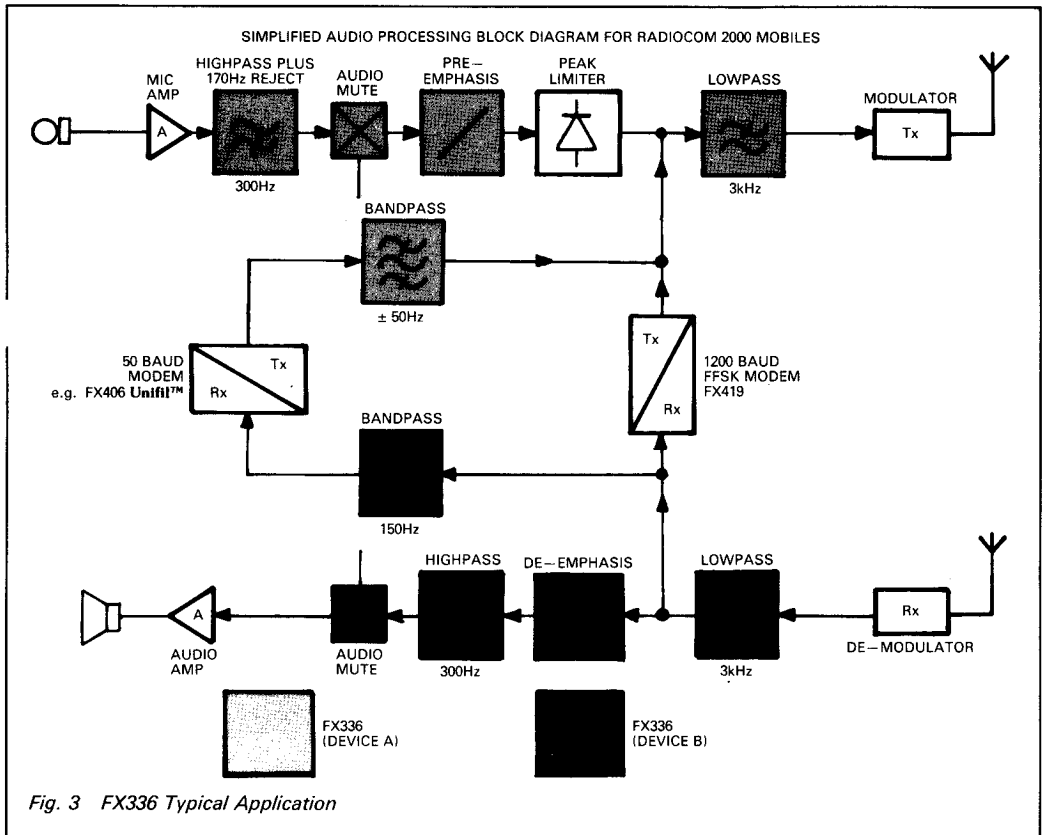 SIMPLIFIED AUDIO PROCESSING BLOCK DIAGRAM FOR RADIOCOM 2000 MOBILES
MIC
AMP
A
HIGHPASS PLUS
170Hz REJECT
300Hz
AUDIO
MUTE
PRE—
EMPHASIS
PEAK
LIMITER
LOWPASS
3kHz
MODULATOR
Tx
BANDPASS
± 50Hz
50 BAUD
MODEM
e.g. FX406 Unifil™
Tx
Rx
Tx
Rx
1200 BAUD
FFSK MODEM
FX419
BANDPASS
150Hz
A
AUDIO
AMP
AUDIO
MUTE
HIGHPASS
300Hz
DE—EMPHASIS
LOWPASS
3kHz
Rx
DE—MODULATOR
FX336
(DEVICE A)
FX336
(DEVICE B)
Fig. 3 FX336 Typical Application